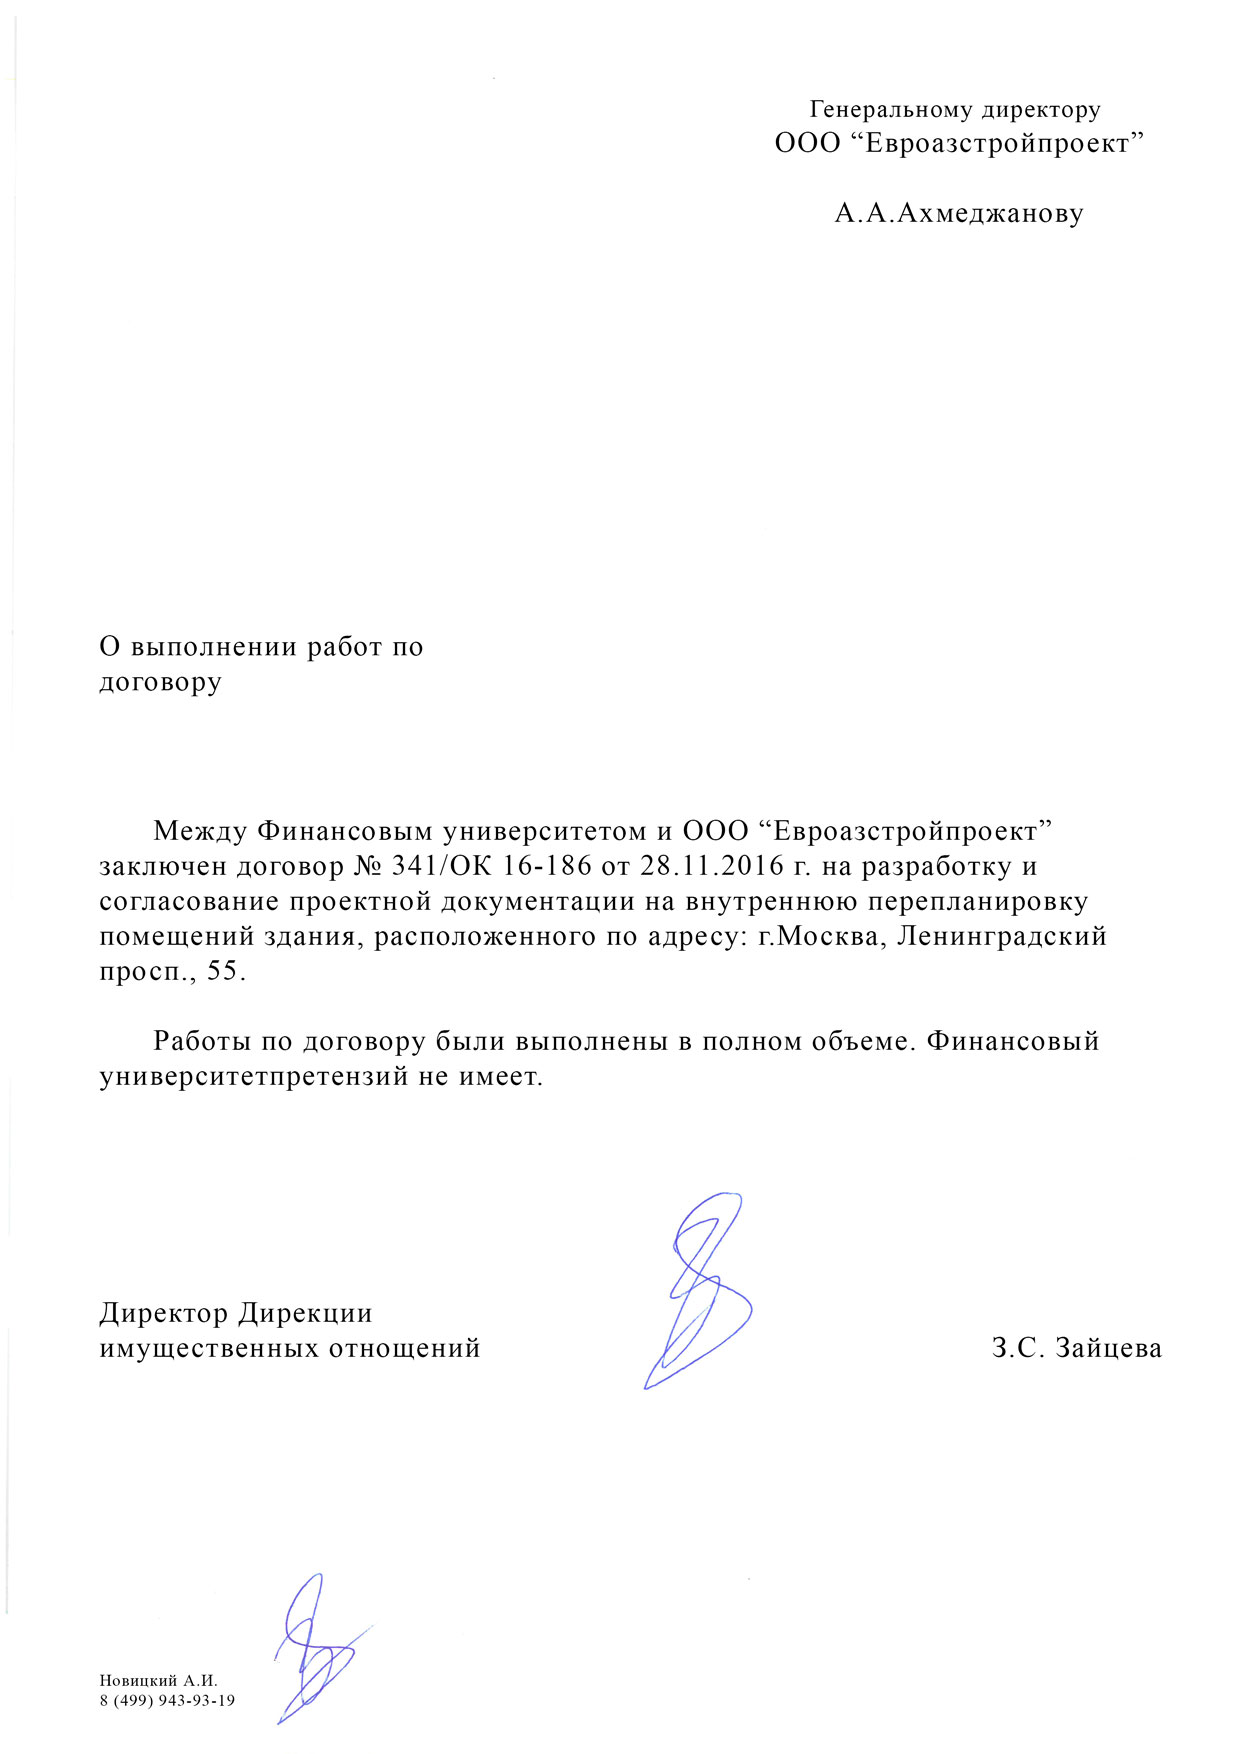 Генеральному директору
ООО “Евроазстройпроект”
А.А.Ахмеджанову
О выполнении работ по
договору
Между Финансовым университетом и ООО “Евроазстройпроект”
заключен договор № 341/ОК 16-186 от 28.11.2016 г. на разработку и
согласование проектной документации на внутреннюю перепланировку
помещений здания, расположенного по адресу: г.Москва, Ленинградский
просп., 55.
Работы по договору были выполнены в полном объеме. Финансовый
университетпретензий не имеет.
Директор Дирекции
имущественных отношений З.С. Зайцева
Новицкий А.И.
8 (499) 943-93-19